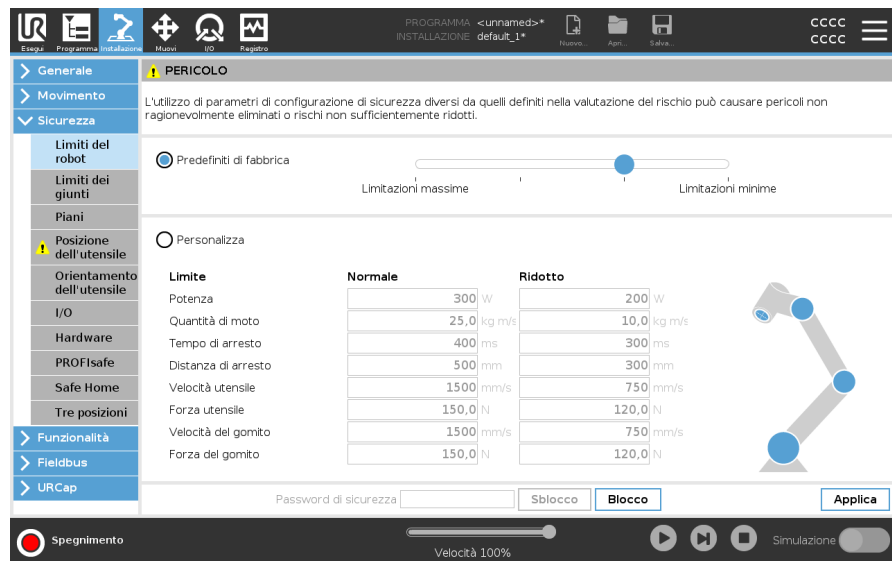 PROGRAMMA <unnamed>*
INSTALLAZIONE default_1*
Esegui Programma Installazione Muovi I/O Registro Nuovo... Apri... Salva...
CCCC
CCCC
Generale
Movimento
Sicurezza
Limiti del
robot
Limiti dei
giunti
Piani
Posizione
dell'utensile
Orientamento
dell'utensile
I/O
Hardware
PROFIsafe
Safe Home
Tre posizioni
Funzionalità
Fieldbus
URCap
PERICOLO
L'utilizzo di parametri di configurazione di sicurezza diversi da quelli definiti nella valutazione del rischio può causare pericoli non
ragionevolmente eliminati o rischi non sufficientemente ridotti.
Predefiniti di fabbrica
Limitazioni massime Limitazioni minime
Personalizza
Limite Normale Ridotto
Potenza 300 W 200 W
Quantità di moto 25,0 kg m/s 10,0 kg m/s
Tempo di arresto 400 ms 300 ms
Distanza di arresto 500 mm 300 mm
Velocità utensile 1500 mm/s 750 mm/s
Forza utensile 150,0 N 120,0 N
Velocità del gomito 1500 mm/s 750 mm/s
Forza del gomito 150,0 N 120,0 N
Password di sicurezza Sblocco Blocco Applica
Spegnimento Velocità 100% Simulazione